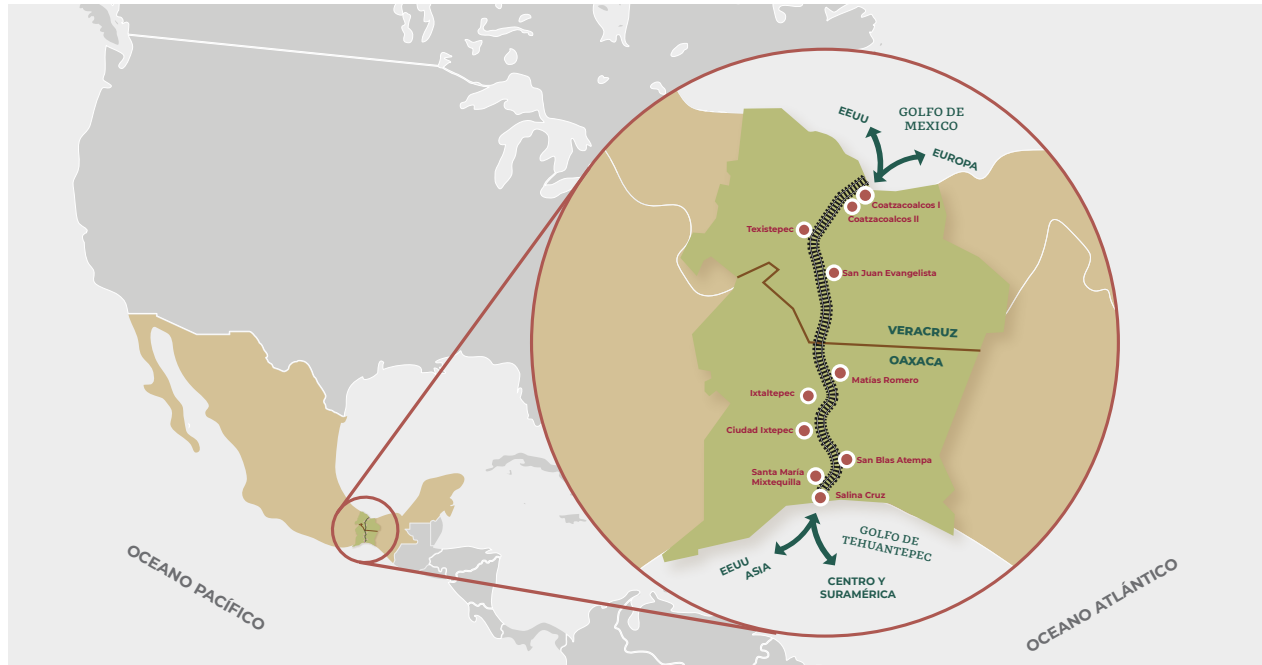 EEUU
GOLFO DE
MEXICO
EUROPA
Coatzacoalcos I
Coatzacoalcos II
Texistepec
San Juan Evangelista
VERACRUZ
OAXACA
Matías Romero
Ixtaltepec
Ciudad Ixtepec
San Blas Atempa
Santa María
Mixtequilla
Salina Cruz
GOLFO DE
TEHUANTEPEC
EEUU
ASIA
CENTRO Y
SURAMÉRICA
OCEANO PACÍFICO
OCEANO ATLÁNTICO